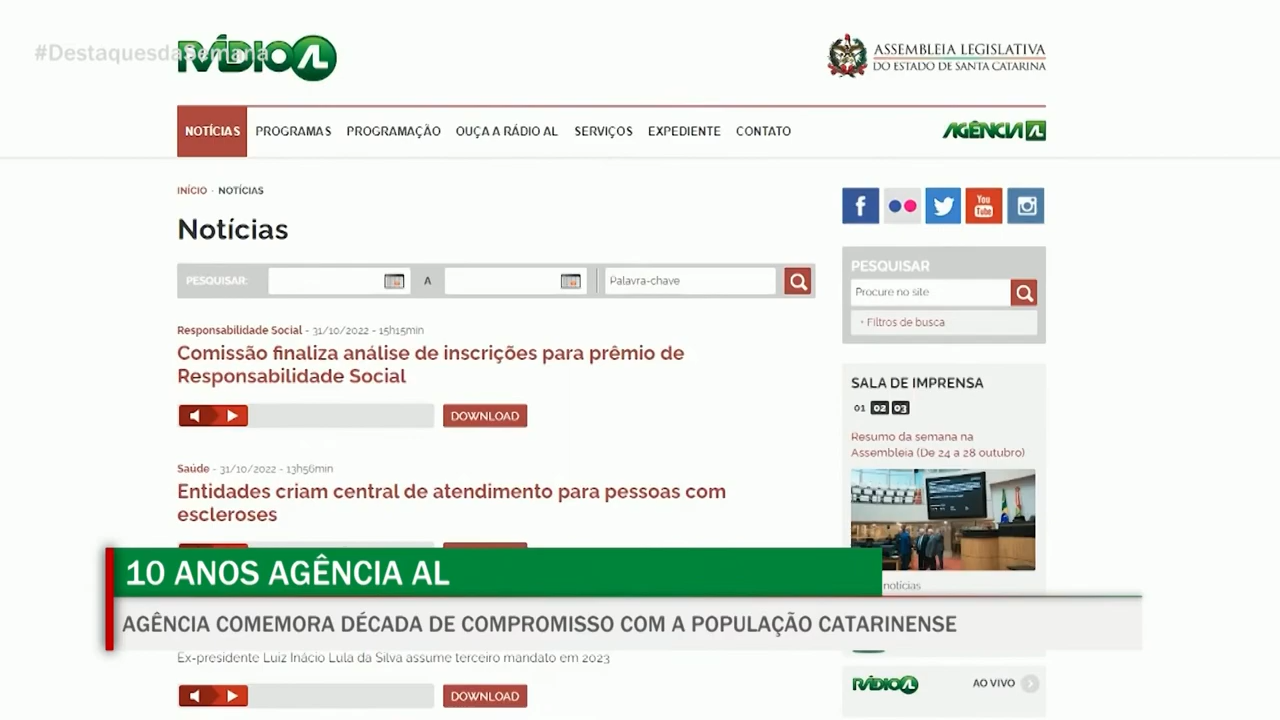 #DestaquesdaSemana
RÁDIO AL
ASSEMBLEIA LEGISLATIVA
DO ESTADO DE SANTA CATARINA
NOTÍCIAS PROGRAMAS PROGRAMAÇÃO OUÇA A RÁDIO AL SERVIÇOS EXPEDIENTE CONTATO
AGÊNCIA AL
INÍCIO · NOTÍCIAS
Notícias
PESQUISAR: A Palavra-chave
Responsabilidade Social - 31/10/2022 - 15h15min
Comissão finaliza análise de inscrições para prêmio de
Responsabilidade Social
DOWNLOAD
Saúde - 31/10/2022 - 13h56min
Entidades criam central de atendimento para pessoas com
escleroses
You
Tube
PESQUISAR
Procure no site
· Filtros de busca
SALA DE IMPRENSA
01 02 03
Resumo da semana na
Assembleia (De 24 a 28 outubro)
notícias
10 ANOS AGÊNCIA AL
AGÊNCIA COMEMORA DÉCADA DE COMPROMISSO COM A POPULAÇÃO CATARINENSE
Ex-presidente Luiz Inácio Lula da Silva assume terceiro mandato em 2023
DOWNLOAD
RÁDIO AL AO VIVO